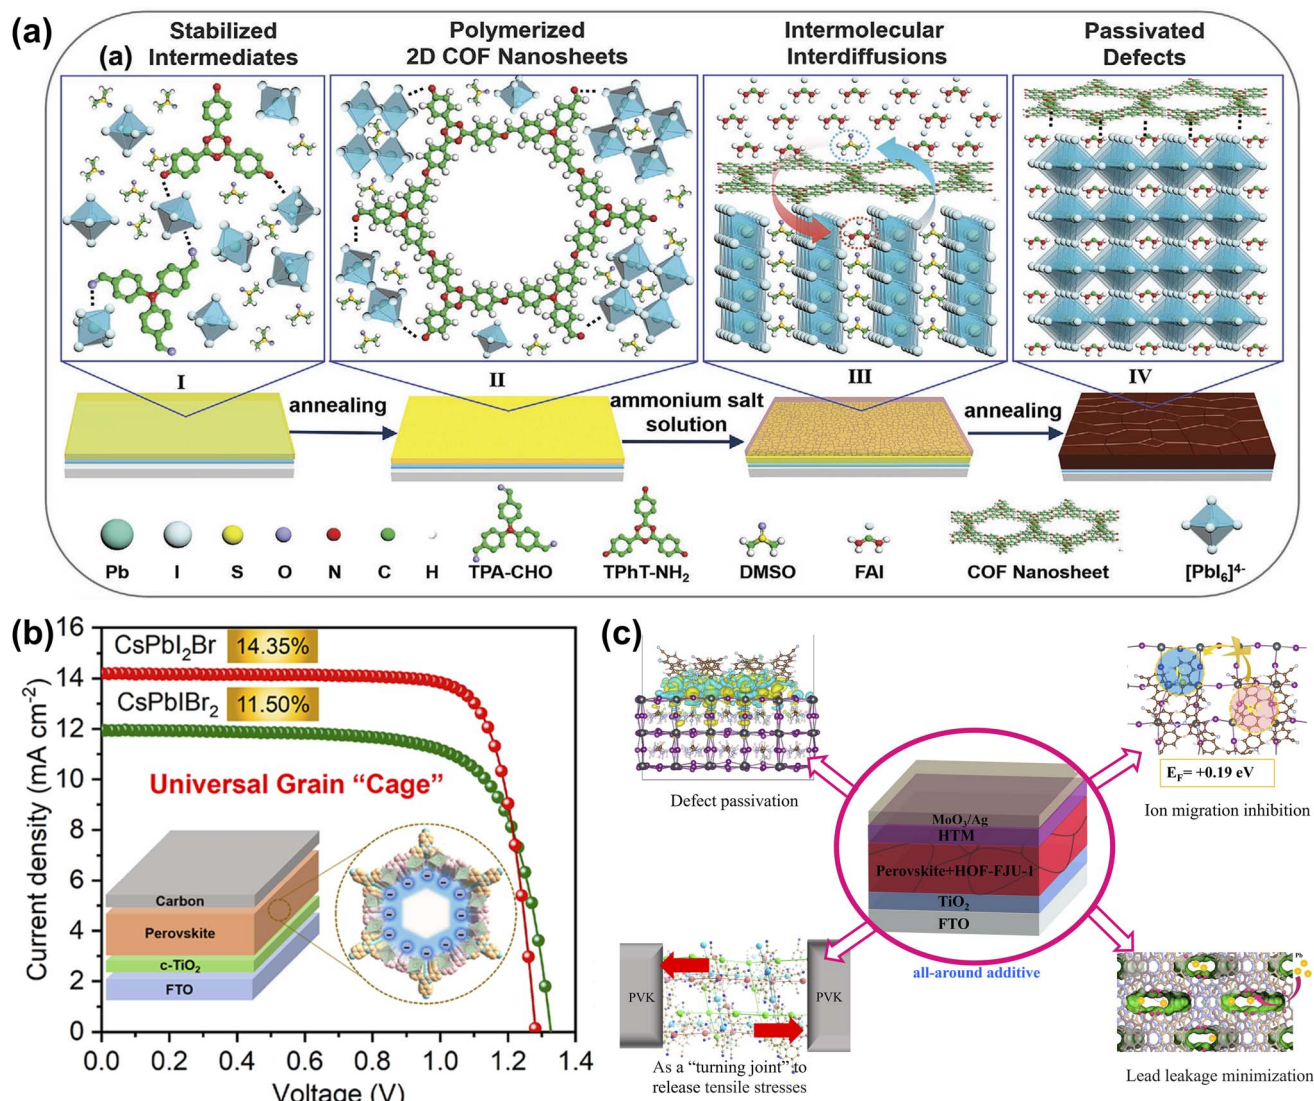 (a)
Stabilized
Intermediates
Polymerized
2D COF Nanosheets
Intermolecular
Interdiffusions
Passivated
Defects
(a)
I
II
III
IV
annealing
ammonium salt
solution
annealing
Pb
I
S
O
N
C
H
TPA-CHO
TPhT-NH₂
DMSO
FAI
COF Nanosheet
[PbI₆]⁴⁻
(b)
16
14
12
10
8
6
4
2
0
Current density (mA cm⁻²)
CsPbI₂Br 14.35%
CsPbIBr₂ 11.50%
Universal Grain “Cage”
Carbon
Perovskite
c-TiO₂
FTO
0.0 0.2 0.4 0.6 0.8 1.0 1.2 1.4
Voltage (V)
(c)
Defect passivation
E_F= +0.19 eV
Ion migration inhibition
MoO₃/Ag
HTM
Perovskite+HOF-FJU-1
TiO₂
FTO
all-around additive
PVK
PVK
As a “turning joint” to
release tensile stresses
Pb
Lead leakage minimization